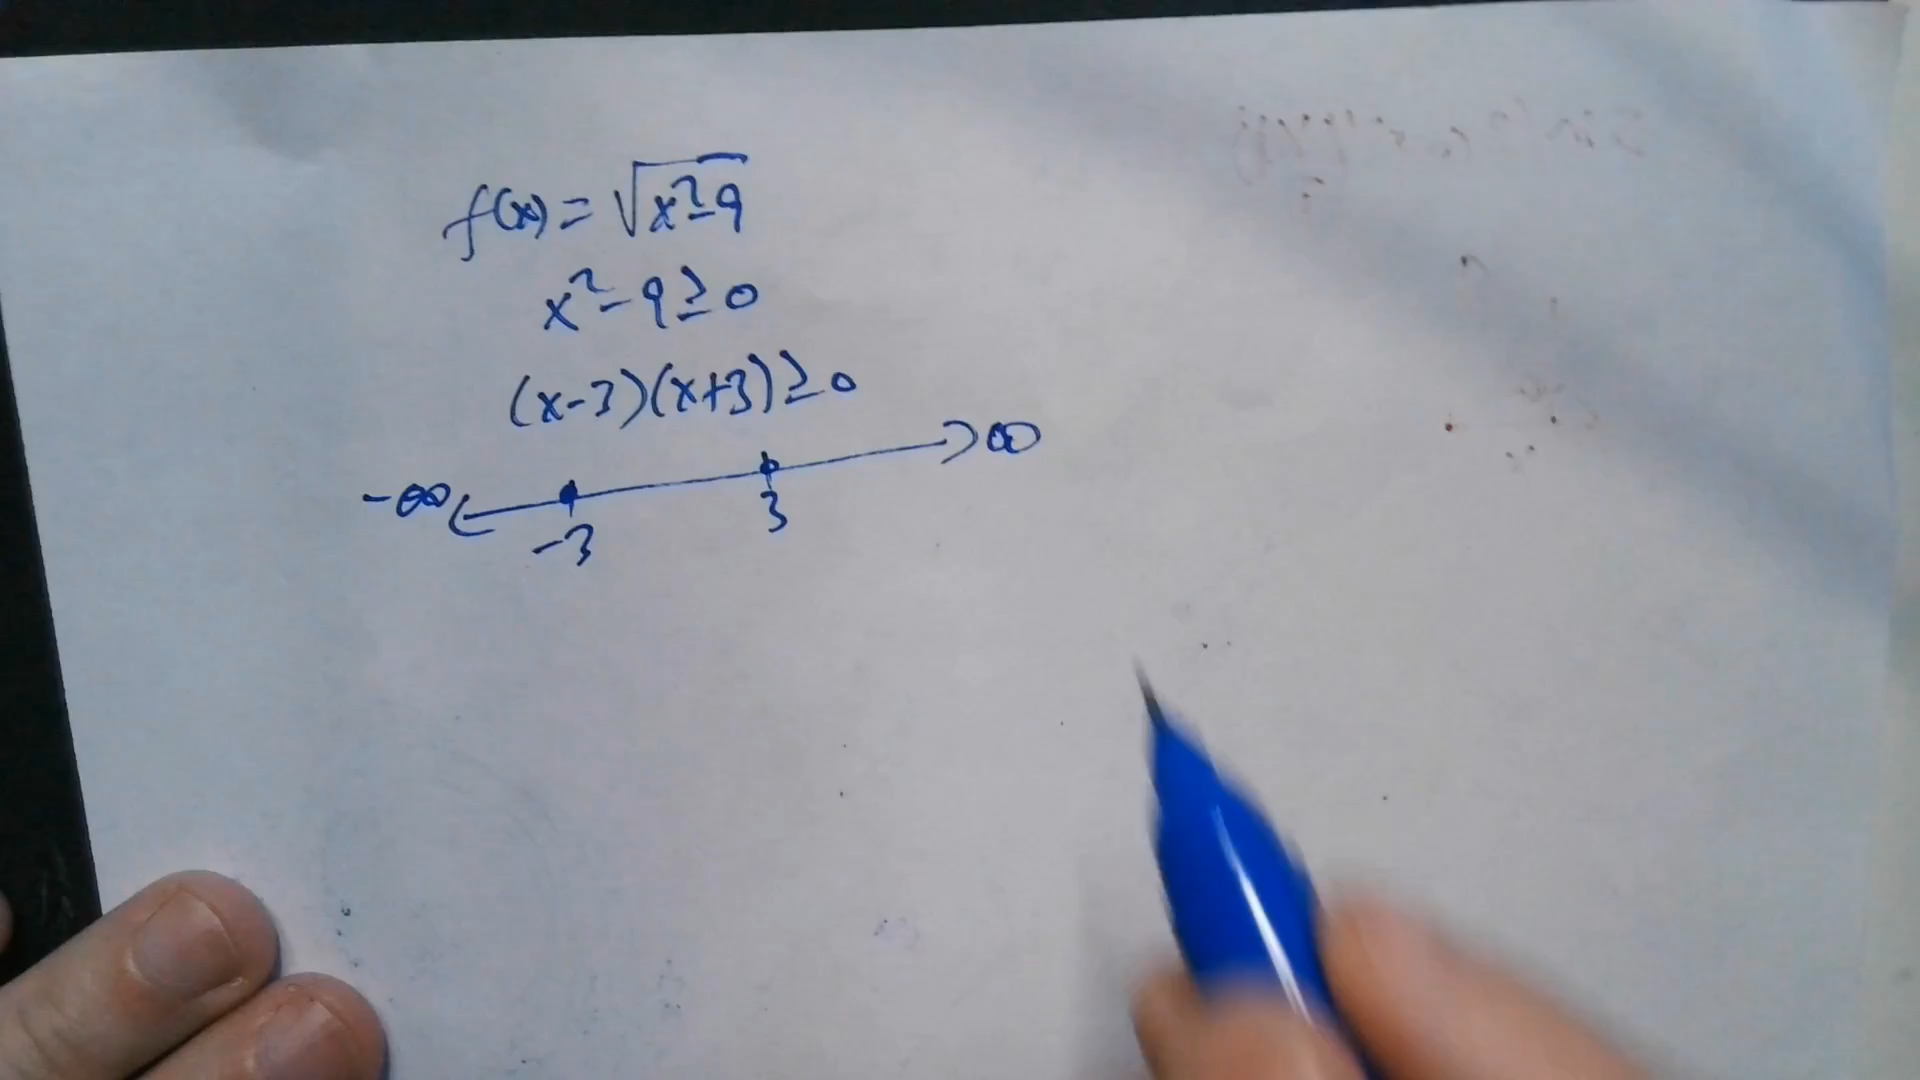 f(x) = √x²-9
x² - 9 ≥ 0
(x-3)(x+3) ≥ 0
-∞ ∞
-3 3